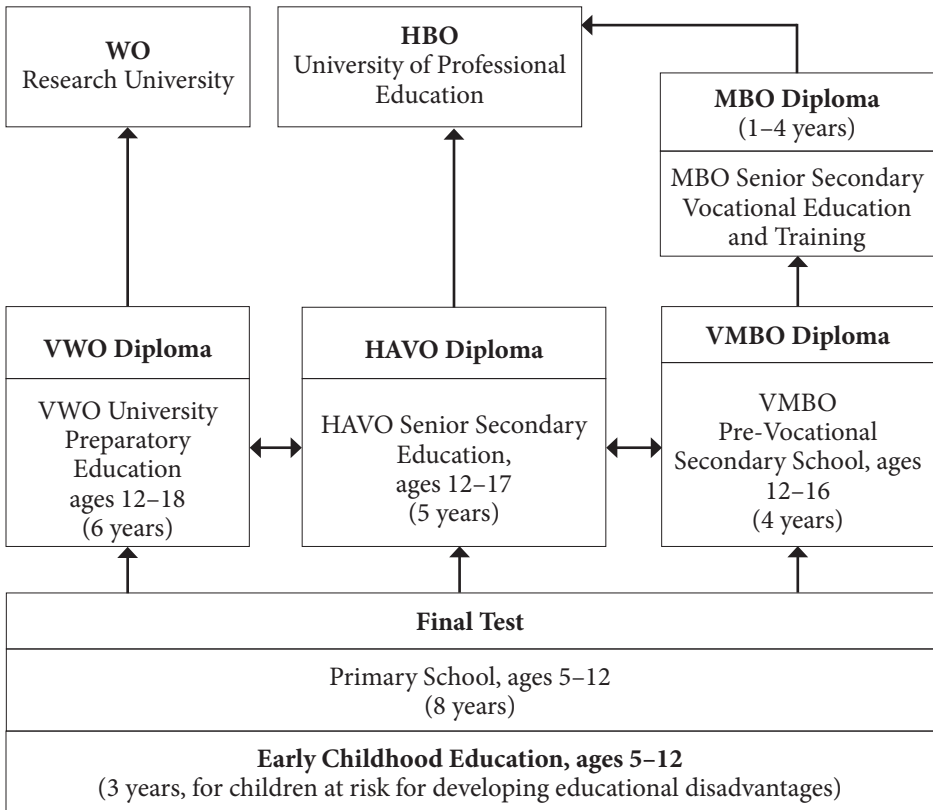 WO
Research University
HBO
University of Professional
Education
MBO Diploma
(1–4 years)
MBO Senior Secondary
Vocational Education
and Training
VWO Diploma
VWO University
Preparatory
Education
ages 12–18
(6 years)
HAVO Diploma
HAVO Senior Secondary
Education,
ages 12–17
(5 years)
VMBO Diploma
VMBO
Pre-Vocational
Secondary School, ages
12–16
(4 years)
Final Test
Primary School, ages 5–12
(8 years)
Early Childhood Education, ages 5–12
(3 years, for children at risk for developing educational disadvantages)